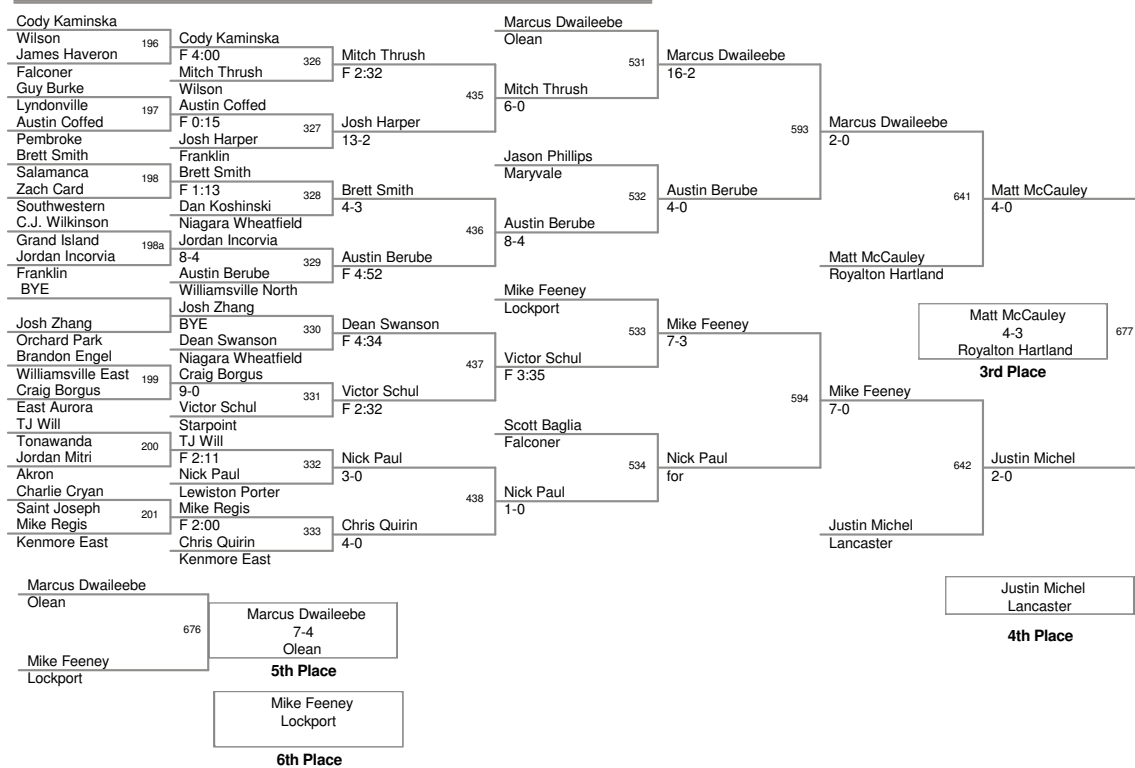 Cody Kaminska
Wilson
196
James Haveron
Falconer
Guy Burke
Lyndonville
197
Austin Coffed
Pembroke
Brett Smith
Salamanca
198
Zach Card
Southwestern
C.J. Wilkinson
Grand Island
198a
Jordan Incorvia
Franklin
BYE
Josh Zhang
Orchard Park
Brandon Engel
Williamsville East
199
Craig Borgus
East Aurora
TJ Will
Tonawanda
200
Jordan Mitri
Akron
Charlie Cryan
Saint Joseph
201
Mike Regis
Kenmore East
Cody Kaminska
F 4:00
326
Mitch Thrush
Wilson
Austin Coffed
F 0:15
327
Josh Harper
Franklin
Brett Smith
F 1:13
328
Dan Koshinski
Niagara Wheatfield
Jordan Incorvia
8-4
329
Austin Berube
Williamsville North
Josh Zhang
BYE
330
Dean Swanson
Niagara Wheatfield
Craig Borgus
9-0
331
Victor Schul
Starpoint
TJ Will
F 2:11
332
Nick Paul
Lewiston Porter
Mike Regis
F 2:00
333
Chris Quirin
Kenmore East
Mitch Thrush
F 2:32
435
Josh Harper
13-2
Brett Smith
4-3
436
Austin Berube
F 4:52
Dean Swanson
F 4:34
437
Victor Schul
F 2:32
Nick Paul
3-0
438
Chris Quirin
4-0
Marcus Dwaileebe
Olean
531
Mitch Thrush
6-0
Jason Phillips
Maryvale
532
Austin Berube
8-4
Mike Feeney
Lockport
533
Victor Schul
F 3:35
Scott Baglia
Falconer
534
Nick Paul
1-0
Marcus Dwaileebe
16-2
593
Austin Berube
4-0
Mike Feeney
7-3
594
Nick Paul
for
Marcus Dwaileebe
2-0
641
Matt McCauley
Royalton Hartland
Mike Feeney
7-0
642
Justin Michel
Lancaster
Matt McCauley
4-0
Matt McCauley
4-3
677
Royalton Hartland
3rd Place
Justin Michel
2-0
Justin Michel
Lancaster
4th Place
Marcus Dwaileebe
Olean
676
Mike Feeney
Lockport
Marcus Dwaileebe
7-4
Olean
5th Place
Mike Feeney
Lockport
6th Place